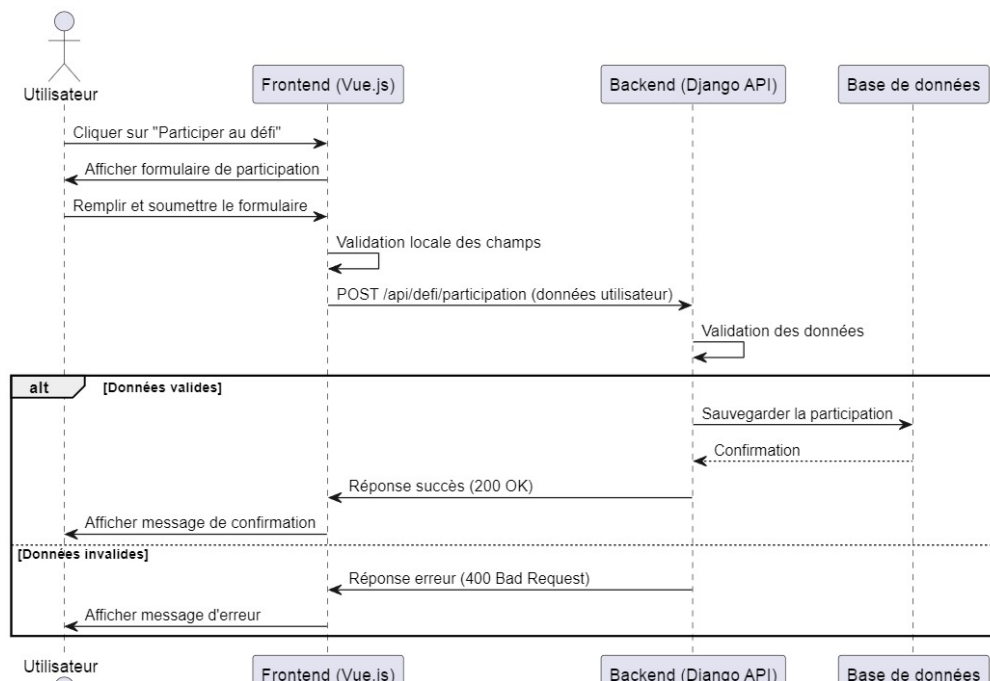 Utilisateur
Frontend (Vue.js)
Backend (Django API)
Base de données
Cliquer sur "Participer au défi"
Afficher formulaire de participation
Remplir et soumettre le formulaire
Validation locale des champs
POST /api/defi/participation (données utilisateur)
Validation des données
alt
[Données valides]
Sauvegarder la participation
Confirmation
Réponse succès (200 OK)
Afficher message de confirmation
[Données invalides]
Réponse erreur (400 Bad Request)
Afficher message d'erreur
Utilisateur
Frontend (Vue.js)
Backend (Django API)
Base de données